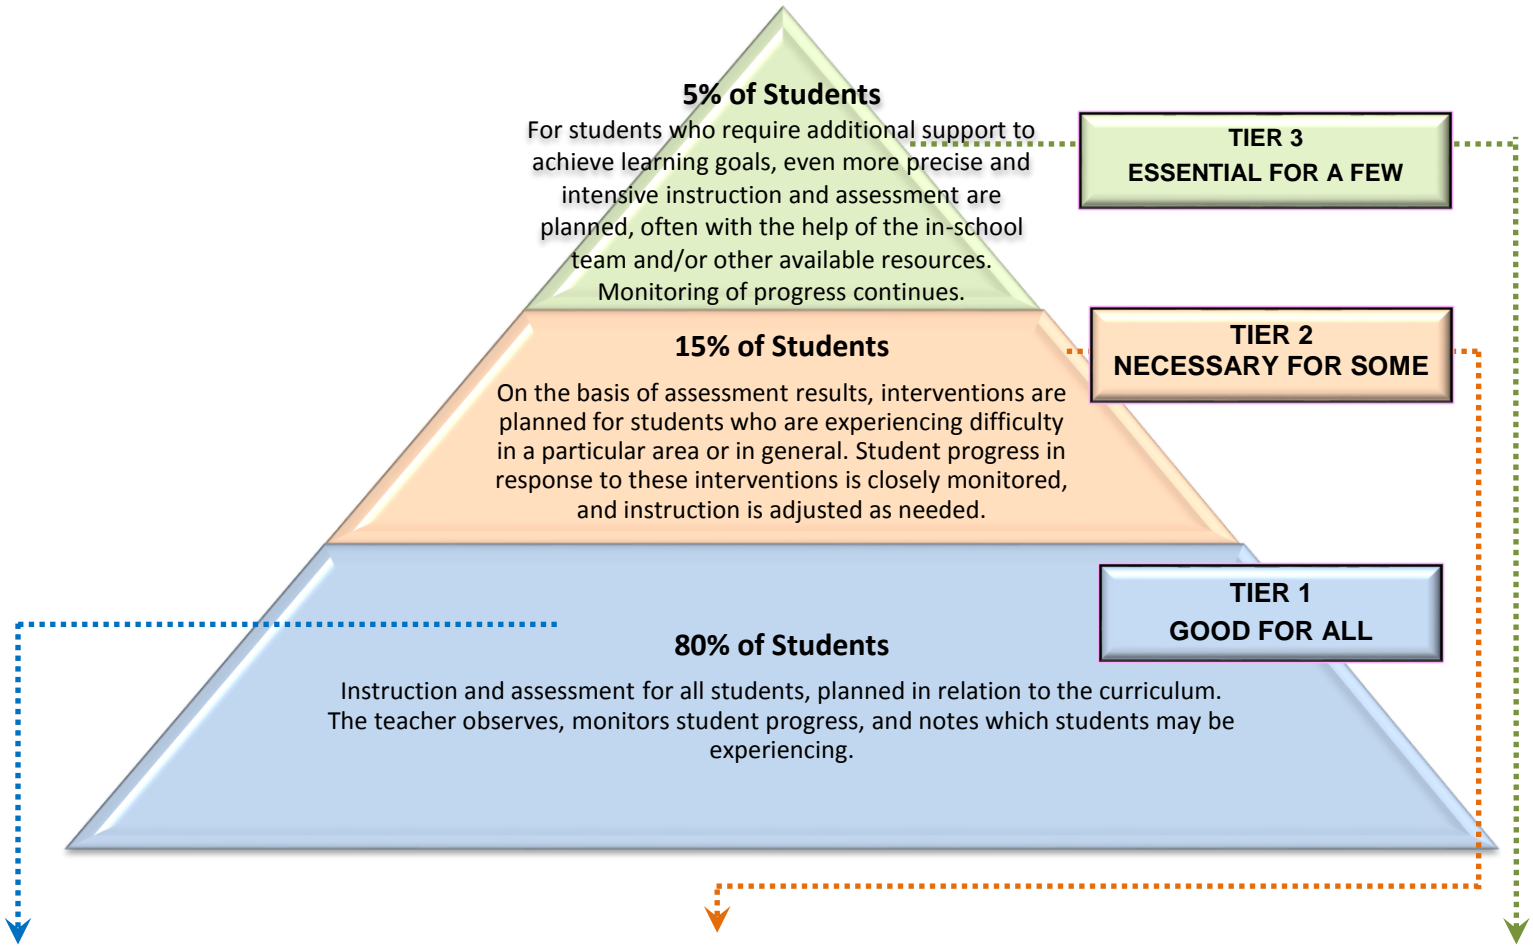 5% of Students
For students who require additional support to
achieve learning goals, even more precise and
intensive instruction and assessment are
planned, often with the help of the in-school
team and/or other available resources.
Monitoring of progress continues.
TIER 3
ESSENTIAL FOR A FEW
15% of Students
On the basis of assessment results, interventions are
planned for students who are experiencing difficulty
in a particular area or in general. Student progress in
response to these interventions is closely monitored,
and instruction is adjusted as needed.
TIER 2
NECESSARY FOR SOME
80% of Students
Instruction and assessment for all students, planned in relation to the curriculum.
The teacher observes, monitors student progress, and notes which students may be
experiencing.
TIER 1
GOOD FOR ALL